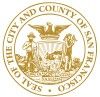 SEAL OF THE CITY AND COUNTY OF SAN FRANCISCO